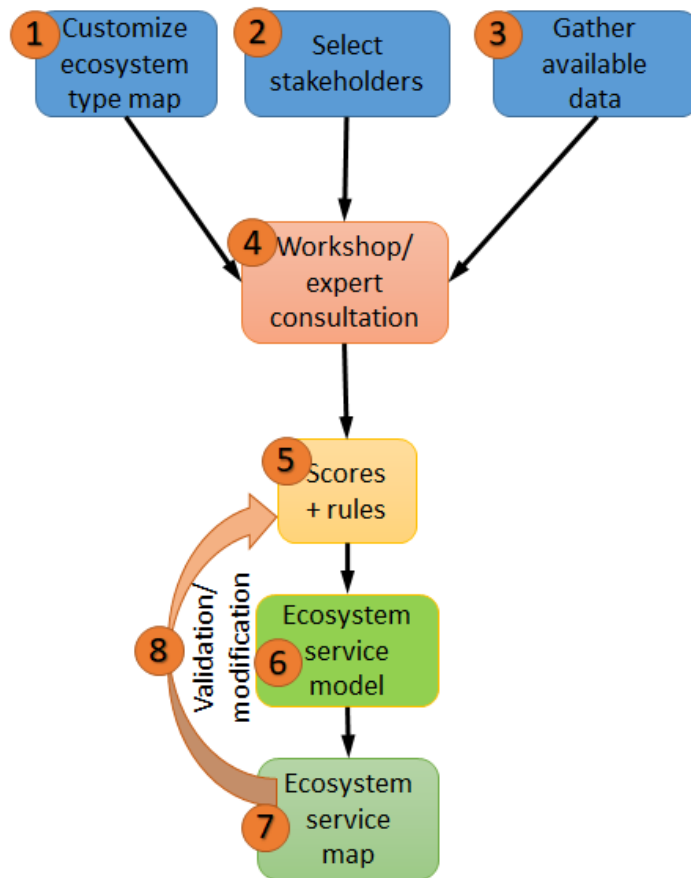 1
Customize
ecosystem
type map
2
Select
stakeholders
3
Gather
available
data
4
Workshop/
expert
consultation
5
Scores
+ rules
Validation/
modification
8
Ecosystem
service
model
6
Ecosystem
service
map
7